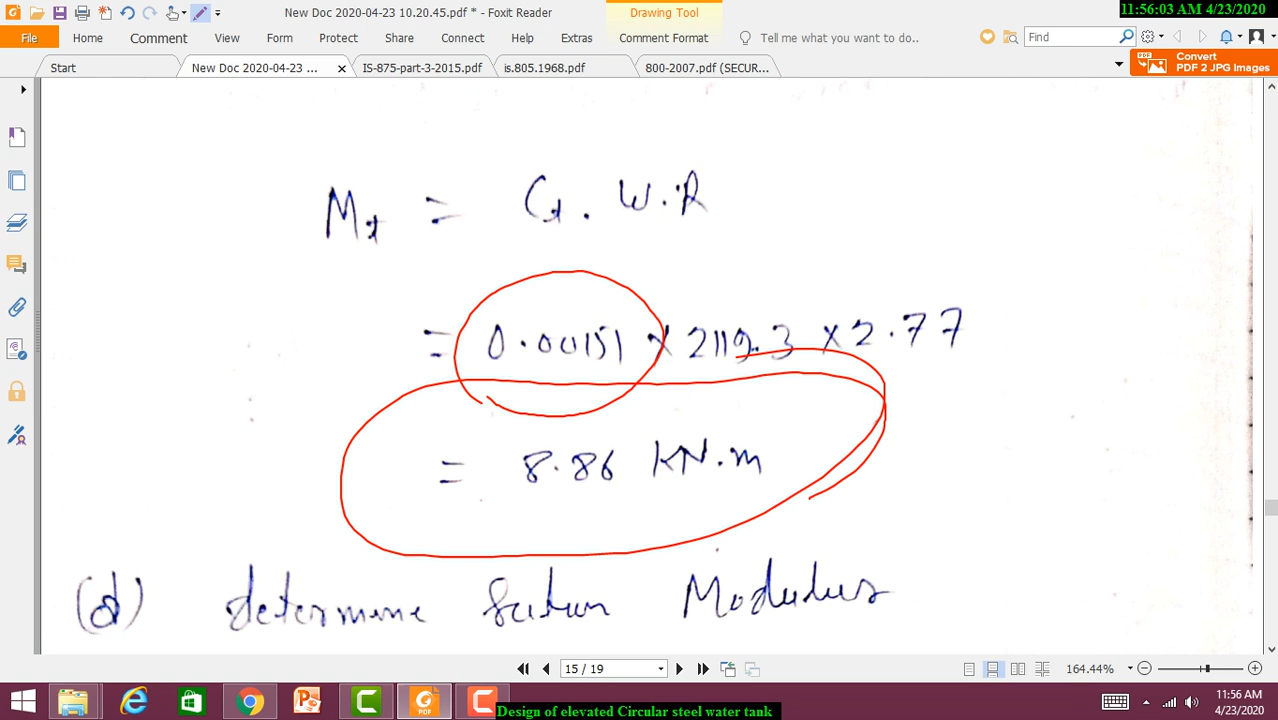 New Doc 2020-04-23 10.20.45.pdf * - Foxit Reader
Drawing Tool
11:56:03 AM 4/23/2020
File Home Comment View Form Protect Share Connect Help Extras Comment Format Tell me what you want to do.. Find
Start New Doc 2020-04-23 ... IS-875-part-3-2015.pdf is.805.1968.pdf 800-2007.pdf (SECUR...
PDF Convert
PDF 2 JPG Images
Mt = Ct . W.R
= 0.00151 × 2119.3 × 2.77
= 8.86 KN.m
(d) determine section Modulus
15 / 19 164.44%
Design of elevated Circular steel water tank
11:56 AM
4/23/2020